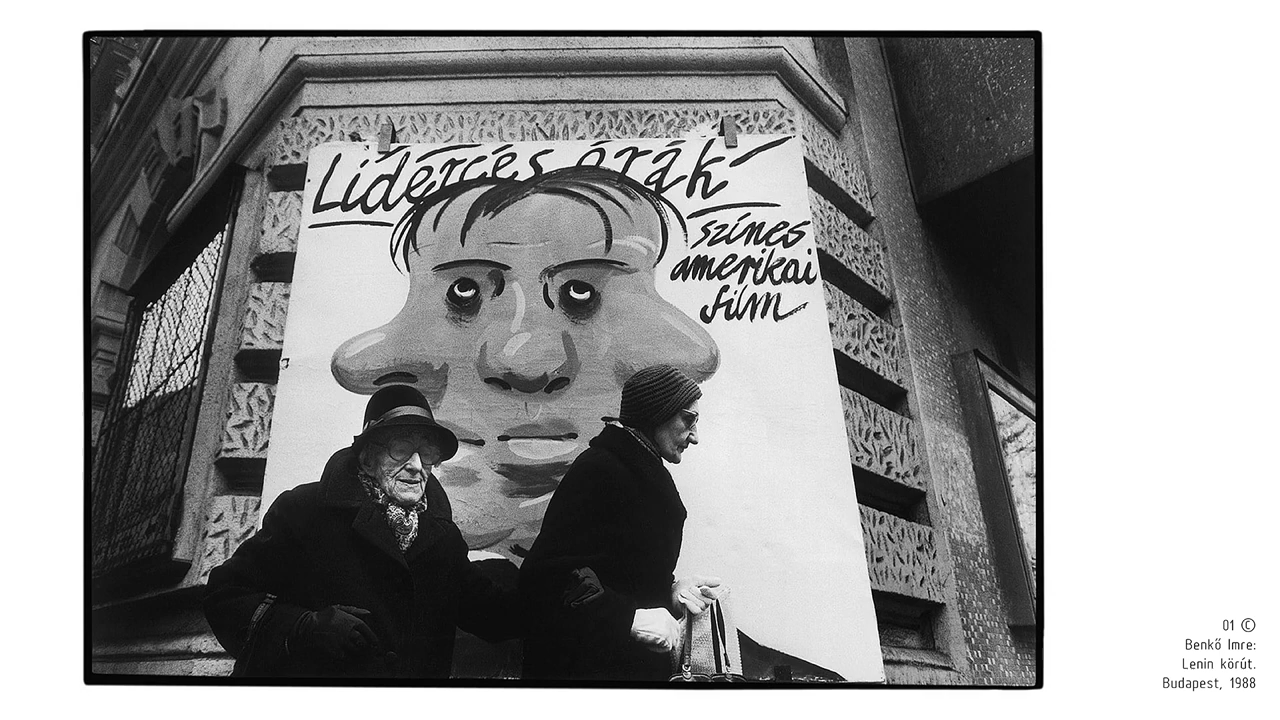 Lidérces órák
színes
amerikai
film
01 ©
Benkő Imre:
Lenin körút.
Budapest, 1988